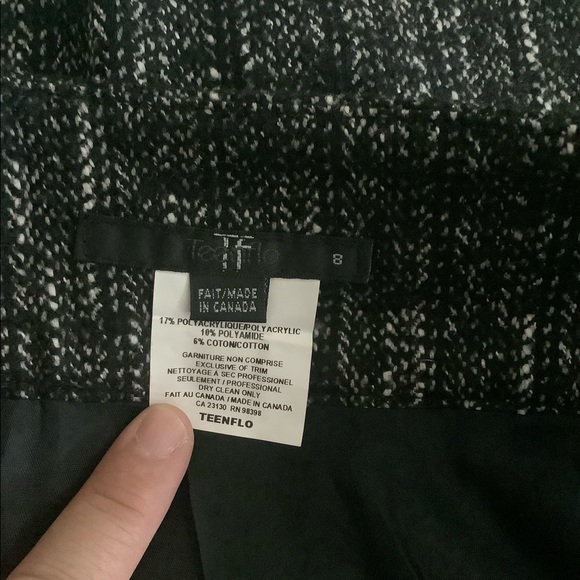 Teenflo
TF
8
FAIT/MADE
IN CANADA
17% POLYACRYLIQUE/POLYACRYLIC
10% POLYAMIDE
6% COTON/COTTON
GARNITURE NON COMPRISE
EXCLUSIVE OF TRIM
NETTOYAGE À SEC PROFESSIONEL
SEULEMENT / PROFESSIONAL
DRY CLEAN ONLY
FAIT AU CANADA / MADE IN CANADA
CA 23130 RN 98398
TEENFLO